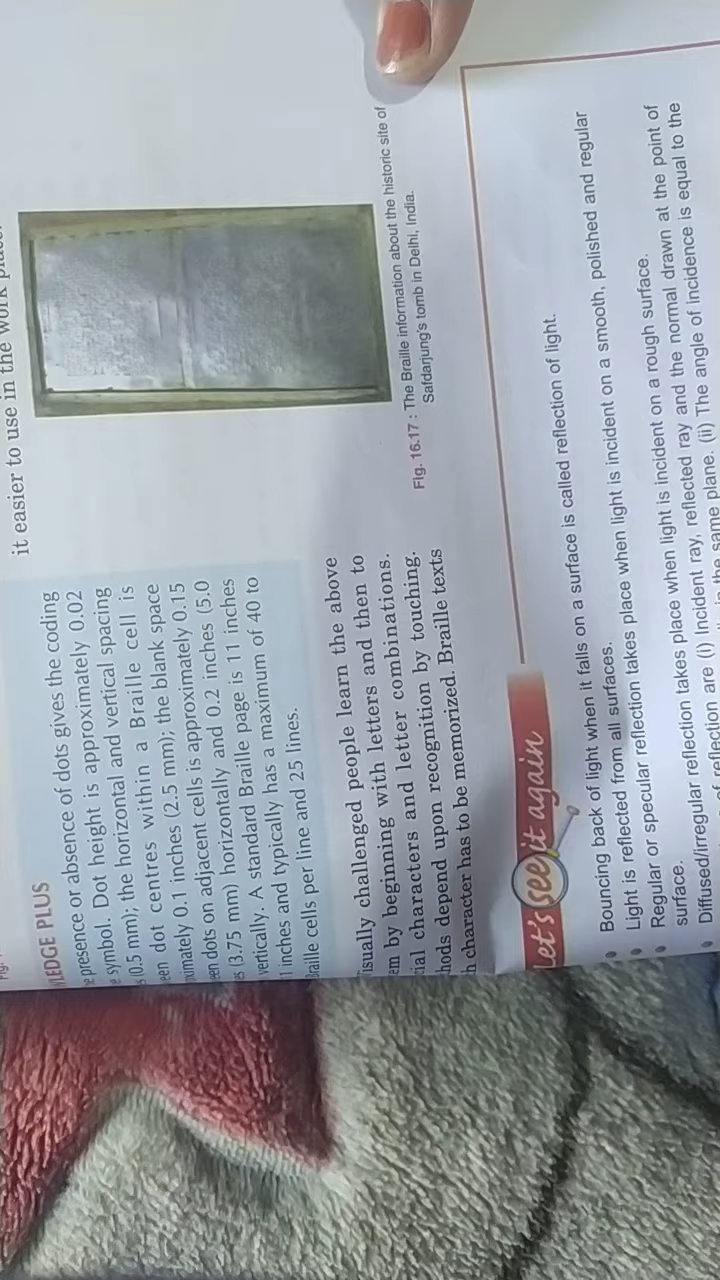 it easier to use in the work place.
Fig.
WLEDGE PLUS
presence or absence of dots gives the coding
symbol. Dot height is approximately 0.02
(0.5 mm); the horizontal and vertical spacing
een dot centres within a Braille cell is
ximately 0.1 inches (2.5 mm); the blank space
een dots on adjacent cells is approximately 0.15
es (3.75 mm) horizontally and 0.2 inches (5.0
vertically. A standard Braille page is 11 inches
inches and typically has a maximum of 40 to
Braille cells per line and 25 lines.
isually challenged people learn the above
em by beginning with letters and then to
cial characters and letter combinations.
hods depend upon recognition by touching.
h character has to be memorized. Braille texts
Fig. 16.17 : The Braille information about the historic site of
Safdarjung's tomb in Delhi, India.
Let's see it again
• Bouncing back of light when it falls on a surface is called reflection of light.
• Light is reflected from all surfaces.
• Regular or specular reflection takes place when light is incident on a smooth, polished and regular
surface.
• Diffused/irregular reflection takes place when light is incident on a rough surface.
of reflection are (i) Incident ray, reflected ray and the normal drawn at the point of
in the same plane. (ii) The angle of incidence is equal to the